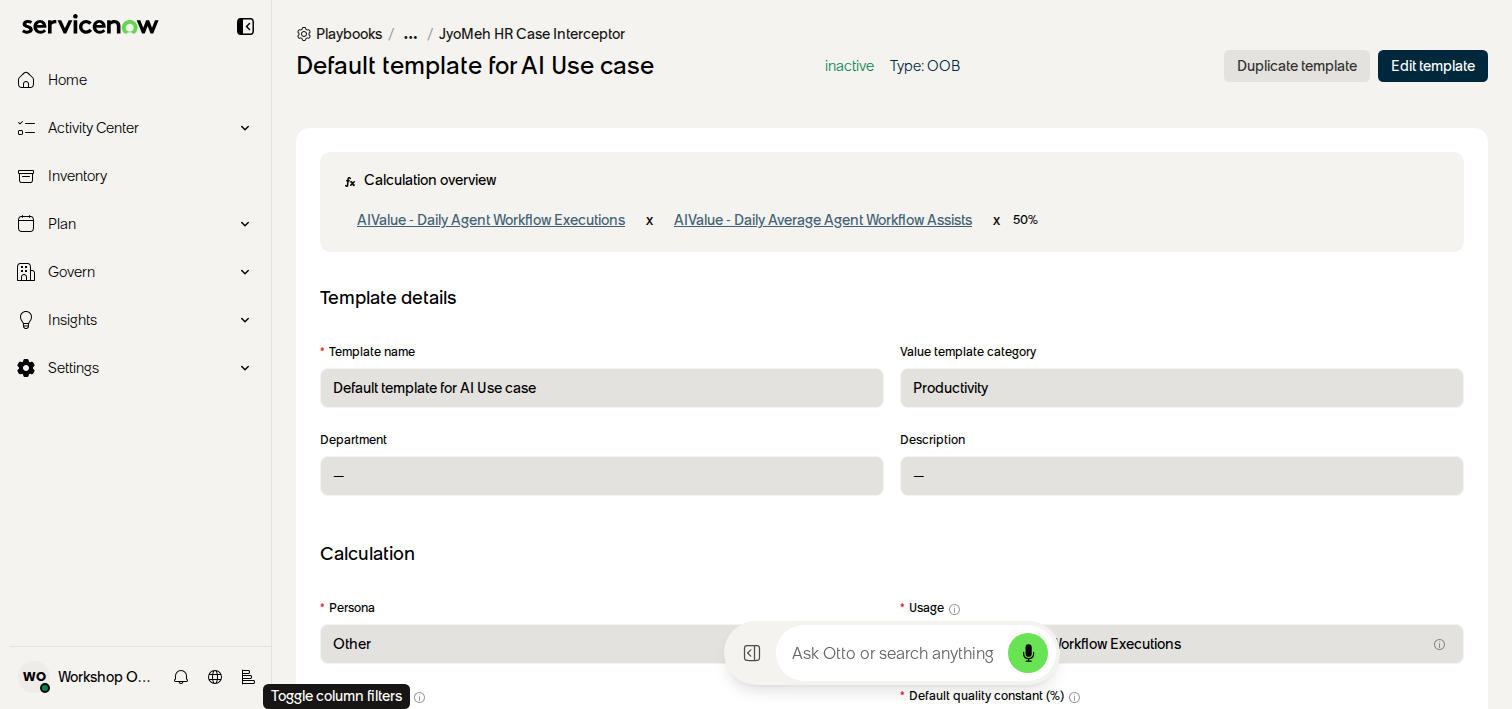 servicenow
Playbooks / ... / JyoMeh HR Case Interceptor
Default template for AI Use case
inactive
Type: OOB
Duplicate template
Edit template
Home
Activity Center
Inventory
Plan
Govern
Insights
Settings
fx Calculation overview
AIValue - Daily Agent Workflow Executions x AIValue - Daily Average Agent Workflow Assists x 50%
Template details
* Template name
Value template category
Default template for AI Use case
Productivity
Department
Description
—
—
Calculation
* Persona
* Usage
Other
Workflow Executions
Ask Otto or search anything
WO Workshop O...
Toggle column filters
* Default quality constant (%)